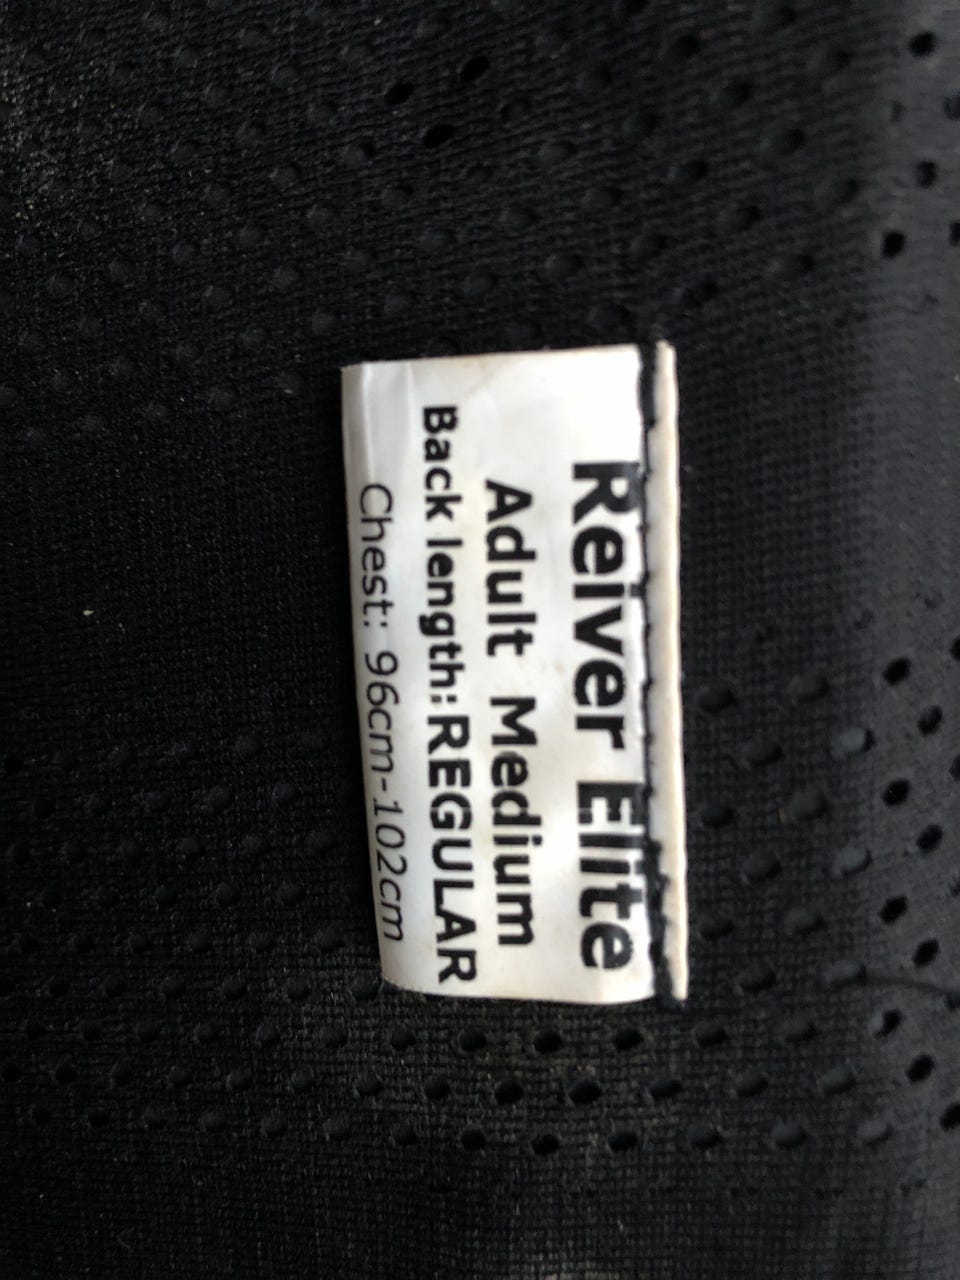 Reiver Elite
Adult Medium
Back length: REGULAR
Chest: 96cm-102cm